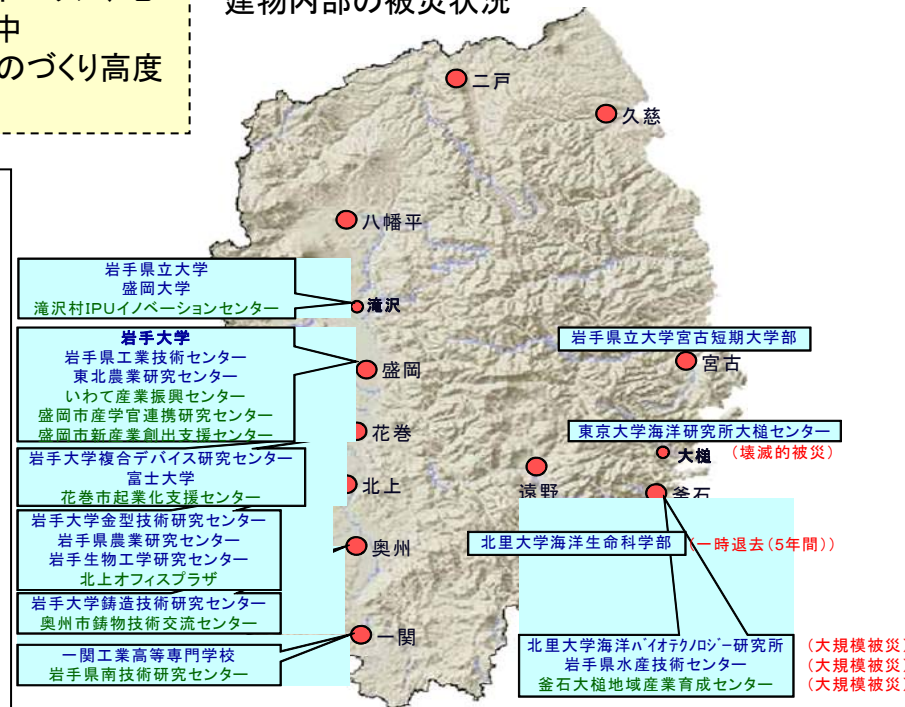 中
のづくり高度
建物内部の被災状況
二戸
久慈
八幡平
岩手県立大学
盛岡大学
滝沢村IPUイノベーションセンター
滝沢
岩手大学
岩手県工業技術センター
東北農業研究センター
いわて産業振興センター
盛岡市産学官連携研究センター
盛岡市新産業創出支援センター
盛岡
岩手県立大学宮古短期大学部
宮古
花巻
東京大学海洋研究所大槌センター
大槌 (壊滅的被災)
岩手大学複合デバイス研究センター
富士大学
花巻市起業化支援センター
北上
遠野
釜石
岩手大学金型技術研究センター
岩手県農業研究センター
岩手生物工学研究センター
北上オフィスプラザ
奥州
北里大学海洋生命科学部 (一時退去(5年間))
岩手大学鋳造技術研究センター
奥州市鋳物技術交流センター
一関
一関工業高等専門学校
岩手県南技術研究センター
北里大学海洋バイオテクノロジー研究所 (大規模被災)
岩手県水産技術センター (大規模被災)
釜石大槌地域産業育成センター (大規模被災)